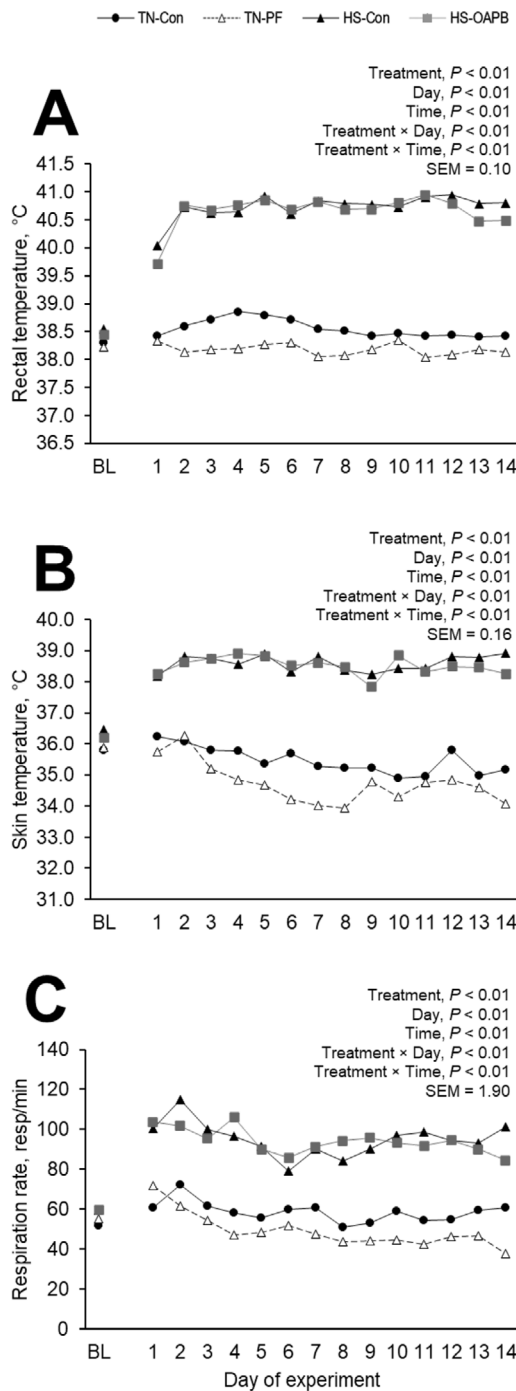 TN-Con TN-PF HS-Con HS-OAPB
A
Treatment, P < 0.01
Day, P < 0.01
Time, P < 0.01
Treatment × Day, P < 0.01
Treatment × Time, P < 0.01
SEM = 0.10
Rectal temperature, °C
41.5
41.0
40.5
40.0
39.5
39.0
38.5
38.0
37.5
37.0
36.5
BL 1 2 3 4 5 6 7 8 9 10 11 12 13 14
B
Treatment, P < 0.01
Day, P < 0.01
Time, P < 0.01
Treatment × Day, P < 0.01
Treatment × Time, P < 0.01
SEM = 0.16
Skin temperature, °C
40.0
39.0
38.0
37.0
36.0
35.0
34.0
33.0
32.0
31.0
BL 1 2 3 4 5 6 7 8 9 10 11 12 13 14
C
Treatment, P < 0.01
Day, P < 0.01
Time, P < 0.01
Treatment × Day, P < 0.01
Treatment × Time, P < 0.01
SEM = 1.90
Respiration rate, resp/min
140
120
100
80
60
40
20
0
BL 1 2 3 4 5 6 7 8 9 10 11 12 13 14
Day of experiment